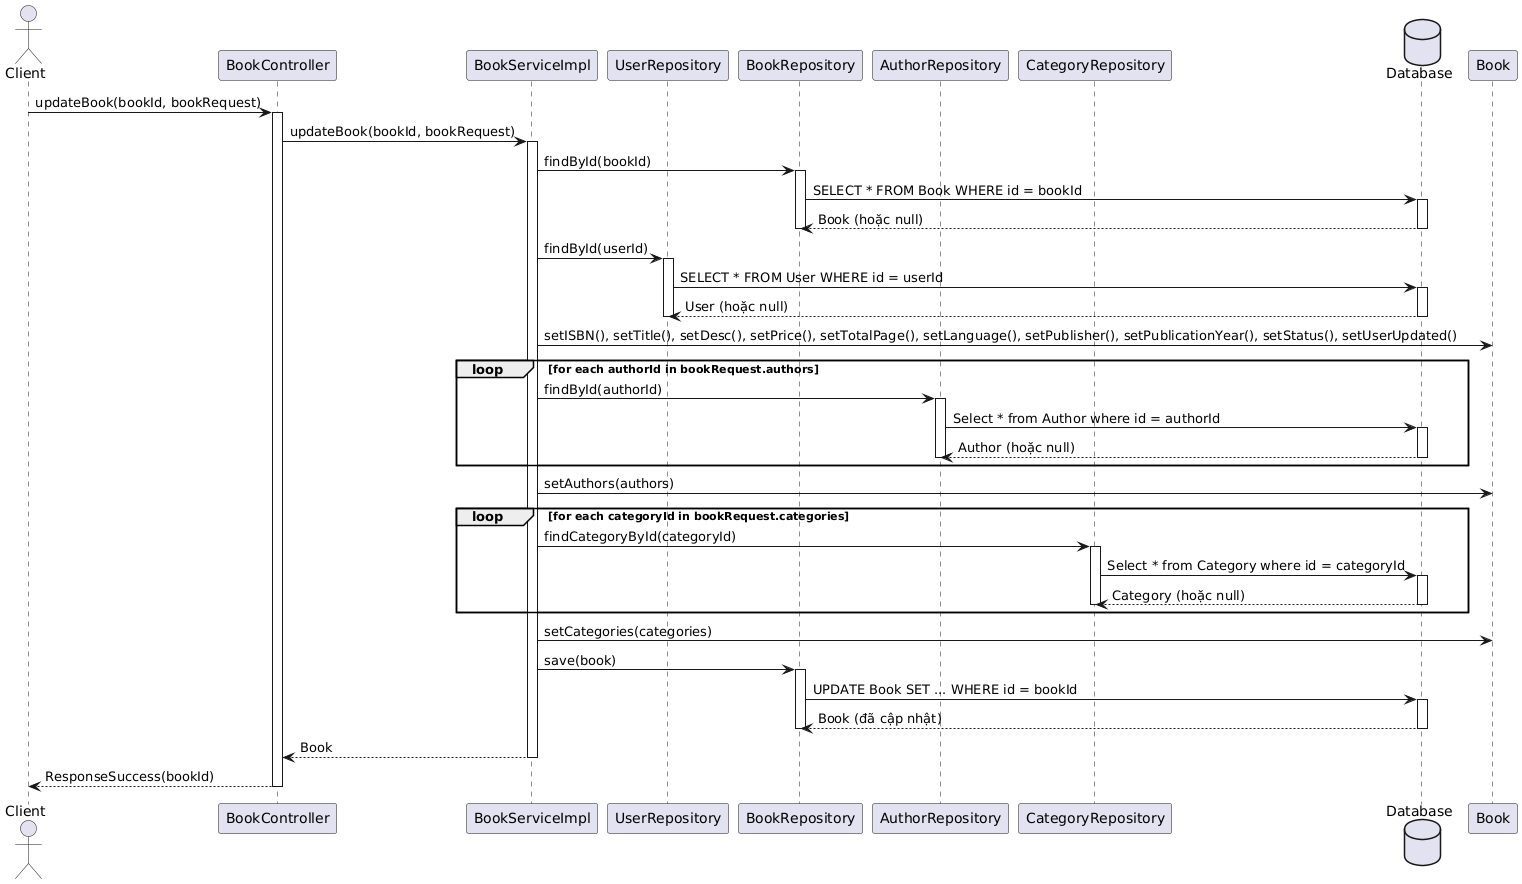 Client
BookController
BookServiceImpl
UserRepository
BookRepository
AuthorRepository
CategoryRepository
Database
Book
updateBook(bookId, bookRequest)
updateBook(bookId, bookRequest)
findById(bookId)
SELECT * FROM Book WHERE id = bookId
Book (hoặc null)
findById(userId)
SELECT * FROM User WHERE id = userId
User (hoặc null)
setISBN(), setTitle(), setDesc(), setPrice(), setTotalPage(), setLanguage(), setPublisher(), setPublicationYear(), setStatus(), setUserUpdated()
loop [for each authorId in bookRequest.authors]
findById(authorId)
Select * from Author where id = authorId
Author (hoặc null)
setAuthors(authors)
loop [for each categoryId in bookRequest.categories]
findCategoryById(categoryId)
Select * from Category where id = categoryId
Category (hoặc null)
setCategories(categories)
save(book)
UPDATE Book SET ... WHERE id = bookId
Book (đã cập nhật)
Book
ResponseSuccess(bookId)
Client
BookController
BookServiceImpl
UserRepository
BookRepository
AuthorRepository
CategoryRepository
Database
Book